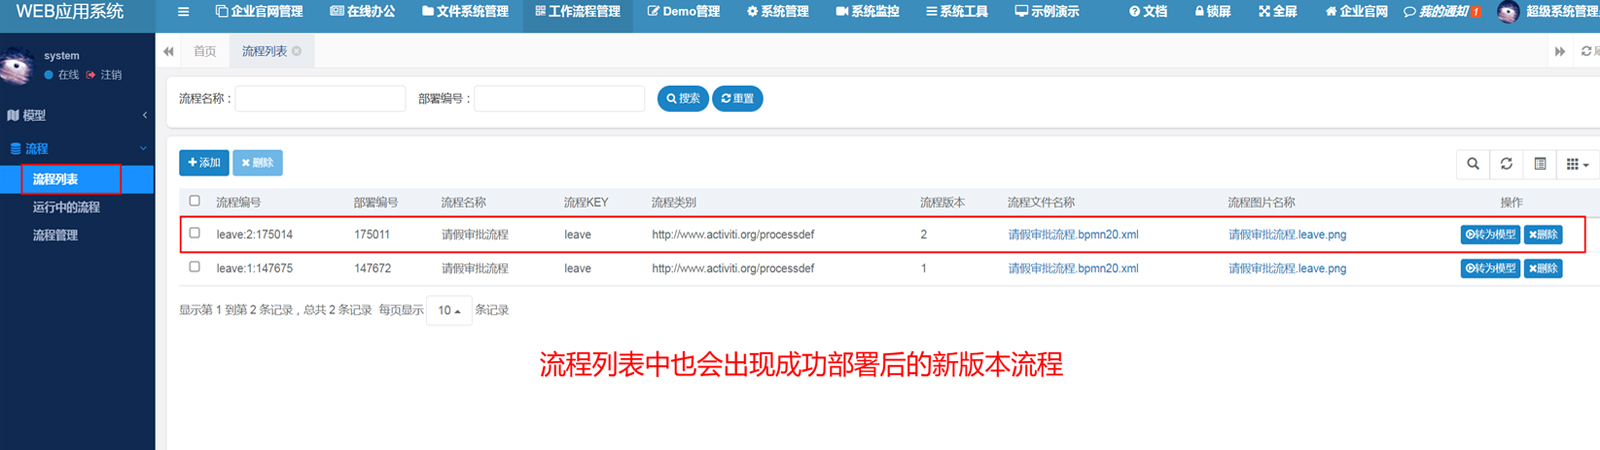 WEB应用系统 企业官网管理 在线办公 文件系统管理 工作流程管理 Demo管理 系统管理 系统监控 系统工具 示例演示 文档 锁屏 全屏 企业官网 我的通知 1 超级系统管理
system
在线 注销
首页 流程列表
模型
流程
流程列表
运行中的流程
流程管理
流程名称： 部署编号： 搜索 重置
添加 删除
流程编号 部署编号 流程名称 流程KEY 流程类别 流程版本 流程文件名称 流程图片名称 操作
leave:2:175014 175011 请假审批流程 leave http://www.activiti.org/processdef 2 请假审批流程.bpmn20.xml 请假审批流程.leave.png 转为模型 删除
leave:1:147675 147672 请假审批流程 leave http://www.activiti.org/processdef 1 请假审批流程.bpmn20.xml 请假审批流程.leave.png 转为模型 删除
显示第 1 到第 2 条记录，总共 2 条记录 每页显示 10 条记录
流程列表中也会出现成功部署后的新版本流程